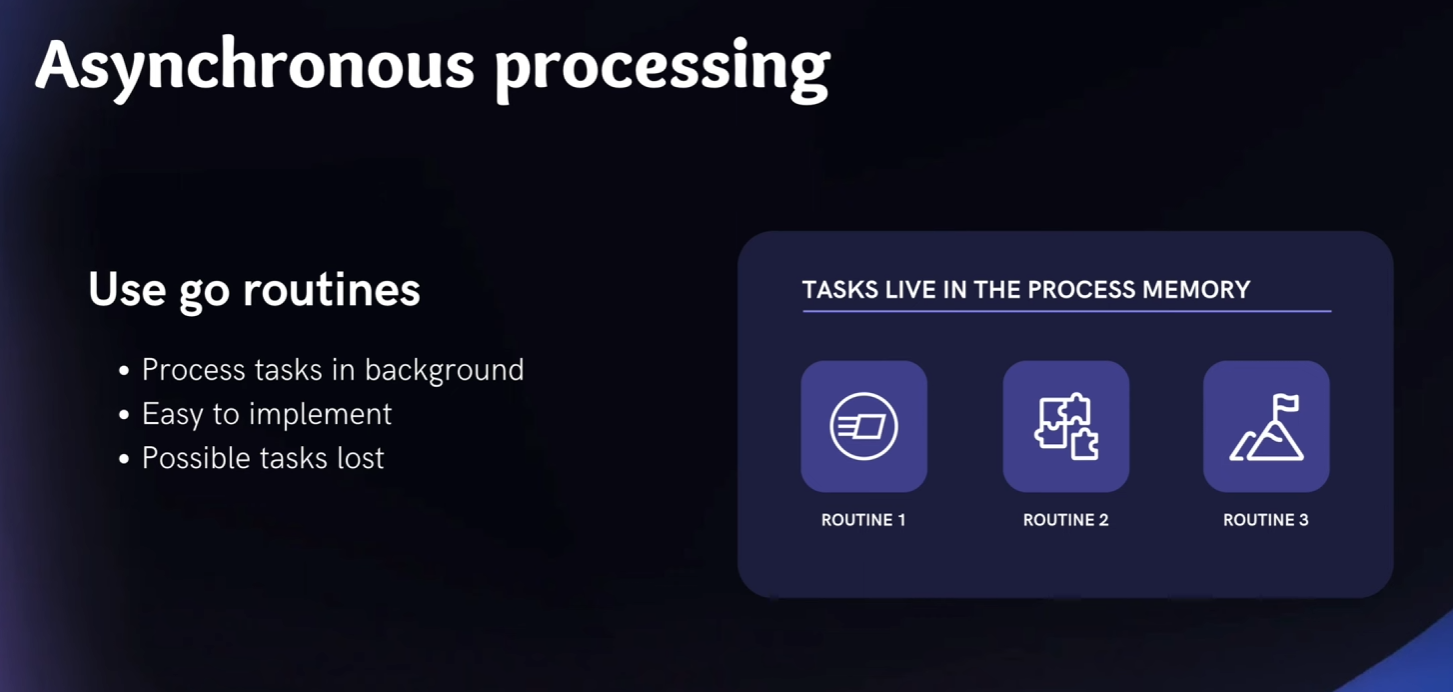 Asynchronous processing
Use go routines
• Process tasks in background
• Easy to implement
• Possible tasks lost
TASKS LIVE IN THE PROCESS MEMORY
ROUTINE 1
ROUTINE 2
ROUTINE 3